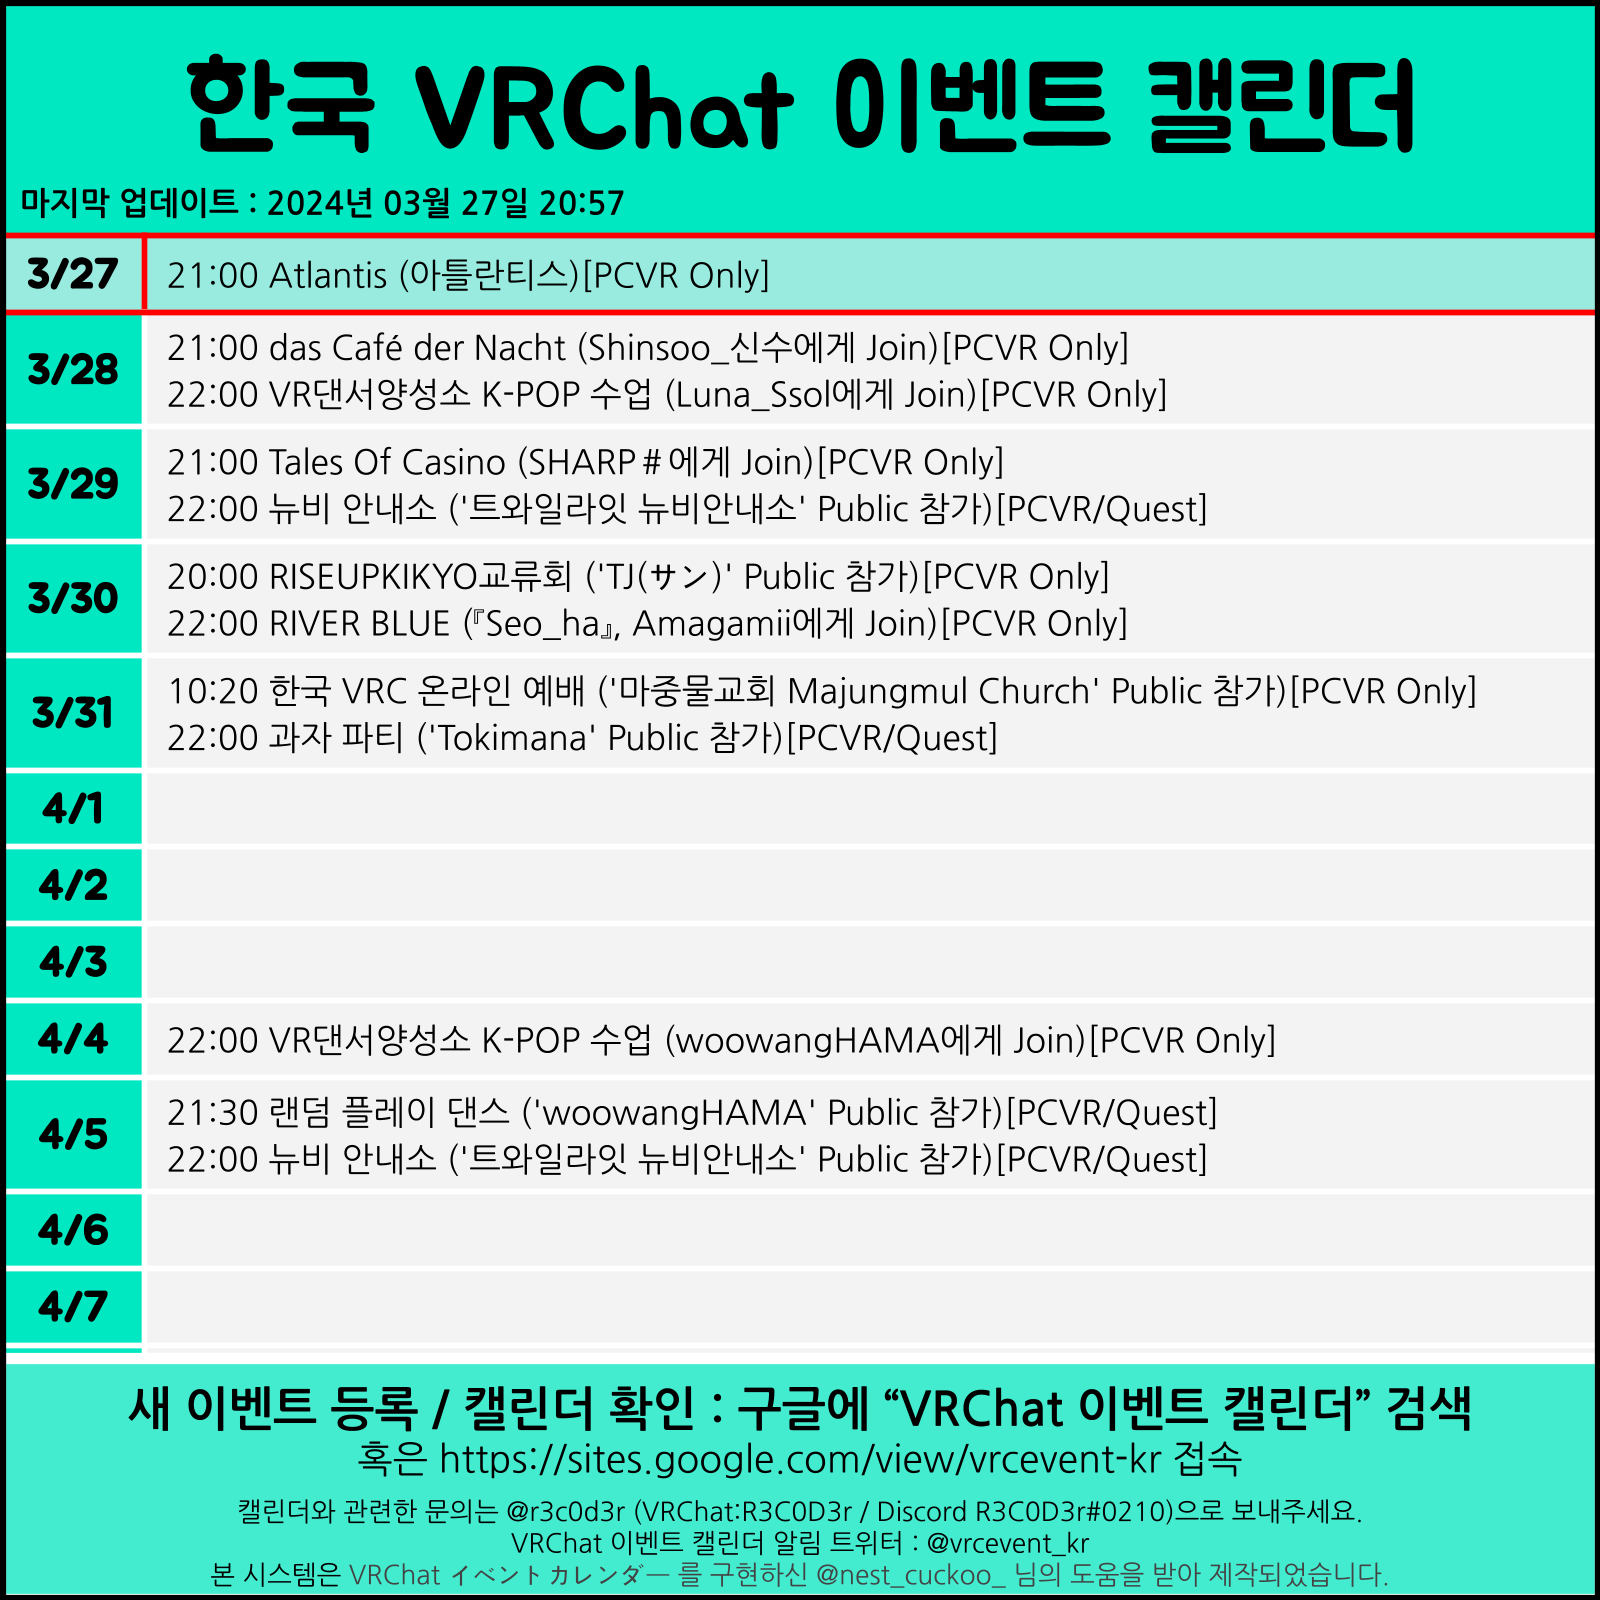 한국 VRChat 이벤트 캘린더
마지막 업데이트 : 2024년 03월 27일 20:57
3/27
21:00 Atlantis (아틀란티스)[PCVR Only]
3/28
21:00 das Café der Nacht (Shinsoo_신수에게 Join)[PCVR Only]
22:00 VR댄서양성소 K-POP 수업 (Luna_Ssol에게 Join)[PCVR Only]
3/29
21:00 Tales Of Casino (SHARP＃에게 Join)[PCVR Only]
22:00 뉴비 안내소 ('트와일라잇 뉴비안내소' Public 참가)[PCVR/Quest]
3/30
20:00 RISEUPKIKYO교류회 ('TJ(サン)' Public 참가)[PCVR Only]
22:00 RIVER BLUE (『Seo_ha』, Amagamii에게 Join)[PCVR Only]
3/31
10:20 한국 VRC 온라인 예배 ('마중물교회 Majungmul Church' Public 참가)[PCVR Only]
22:00 과자 파티 ('Tokimana' Public 참가)[PCVR/Quest]
4/1
4/2
4/3
4/4
22:00 VR댄서양성소 K-POP 수업 (woowangHAMA에게 Join)[PCVR Only]
4/5
21:30 랜덤 플레이 댄스 ('woowangHAMA' Public 참가)[PCVR/Quest]
22:00 뉴비 안내소 ('트와일라잇 뉴비안내소' Public 참가)[PCVR/Quest]
4/6
4/7
새 이벤트 등록 / 캘린더 확인 : 구글에 “VRChat 이벤트 캘린더” 검색
혹은 https://sites.google.com/view/vrcevent-kr 접속
캘린더와 관련한 문의는 @r3c0d3r (VRChat:R3C0D3r / Discord R3C0D3r#0210)으로 보내주세요.
VRChat 이벤트 캘린더 알림 트위터 : @vrcevent_kr
본 시스템은 VRChat イベントカレンダー 를 구현하신 @nest_cuckoo_ 님의 도움을 받아 제작되었습니다.